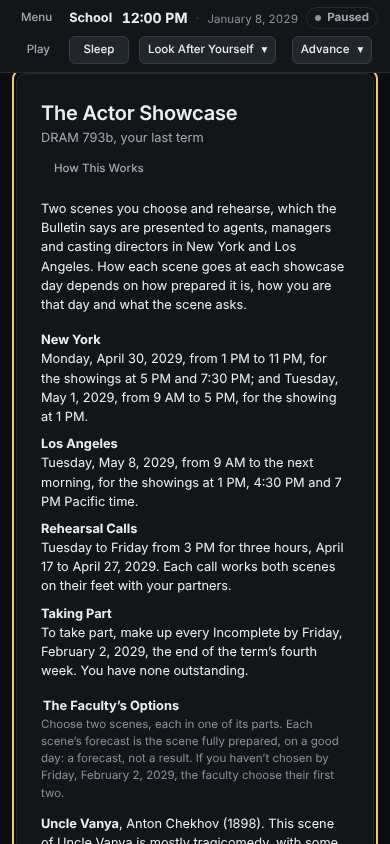 Menu School 12:00 PM · January 8, 2029 Paused
Play Sleep Look After Yourself Advance
The Actor Showcase
DRAM 793b, your last term
How This Works
Two scenes you choose and rehearse, which the
Bulletin says are presented to agents, managers
and casting directors in New York and Los
Angeles. How each scene goes at each showcase
day depends on how prepared it is, how you are
that day and what the scene asks.
New York
Monday, April 30, 2029, from 1 PM to 11 PM, for
the showings at 5 PM and 7:30 PM; and Tuesday,
May 1, 2029, from 9 AM to 5 PM, for the showing
at 1 PM.
Los Angeles
Tuesday, May 8, 2029, from 9 AM to the next
morning, for the showings at 1 PM, 4:30 PM and 7
PM Pacific time.
Rehearsal Calls
Tuesday to Friday from 3 PM for three hours, April
17 to April 27, 2029. Each call works both scenes
on their feet with your partners.
Taking Part
To take part, make up every Incomplete by Friday,
February 2, 2029, the end of the term's fourth
week. You have none outstanding.
The Faculty's Options
Choose two scenes, each in one of its parts. Each
scene's forecast is the scene fully prepared, on a good
day: a forecast, not a result. If you haven't chosen by
Friday, February 2, 2029, the faculty choose their first
two.
Uncle Vanya, Anton Chekhov (1898). This scene
of Uncle Vanya is mostly tragicomedy, with some